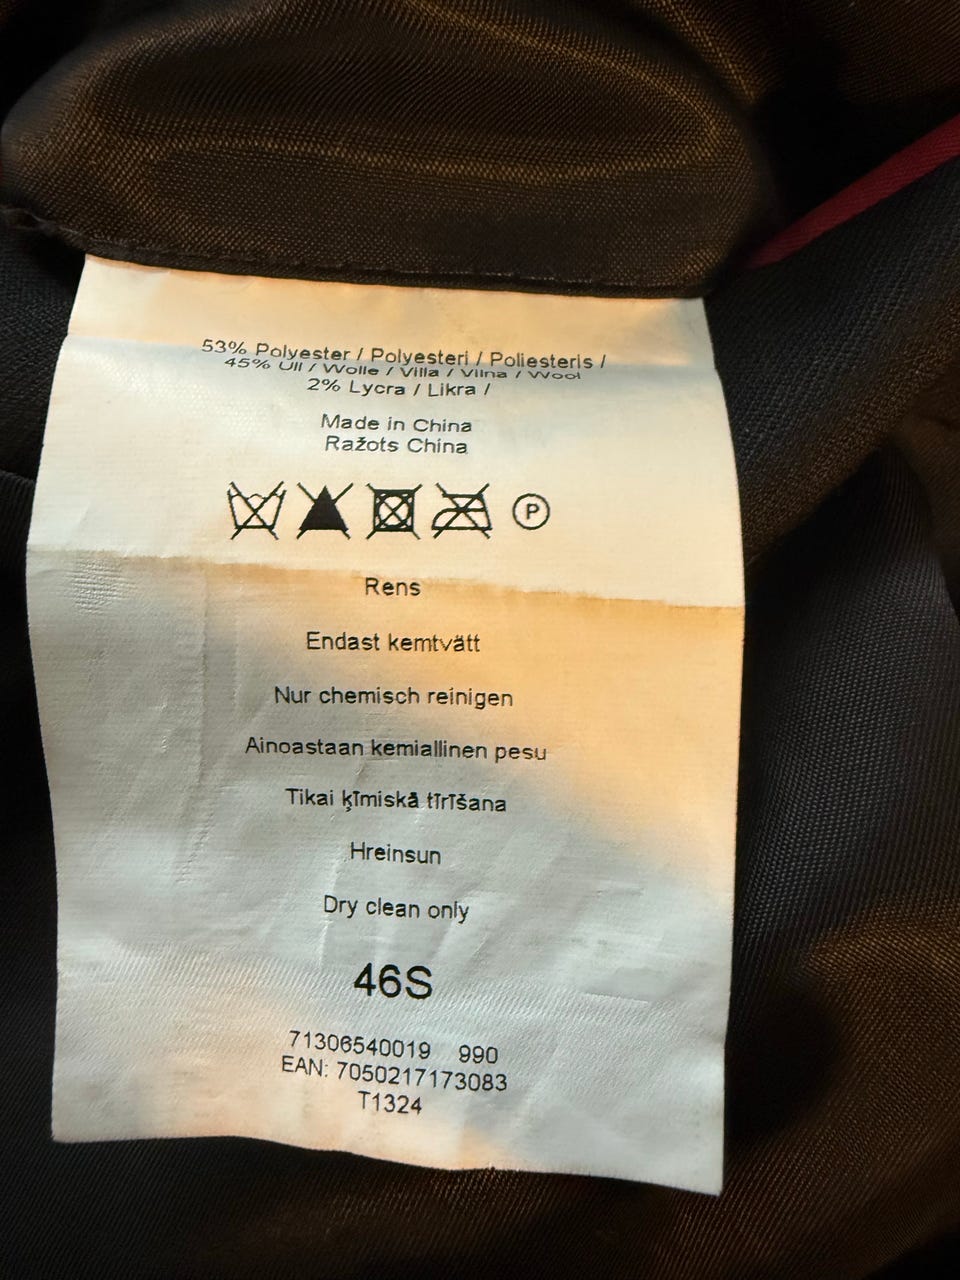 53% Polyester / Polyesteri / Poliesteris /
45% Ull / Wolle / Villa / Vilna / Wool
2% Lycra / Likra /
Made in China
Ražots China
P
Rens
Endast kemtvätt
Nur chemisch reinigen
Ainoastaan kemiallinen pesu
Tikai ķīmiskā tīrīšana
Hreinsun
Dry clean only
46S
71306540019 990
EAN: 7050217173083
T1324